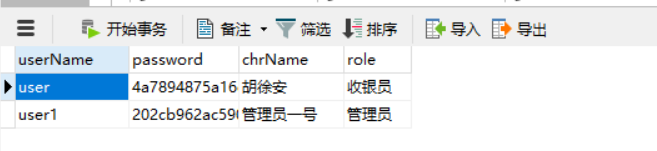 开始事务 备注 筛选 排序 导入 导出
userName password chrName role
user 4a7894875a16 胡徐安 收银员
user1 202cb962ac59 管理员一号 管理员